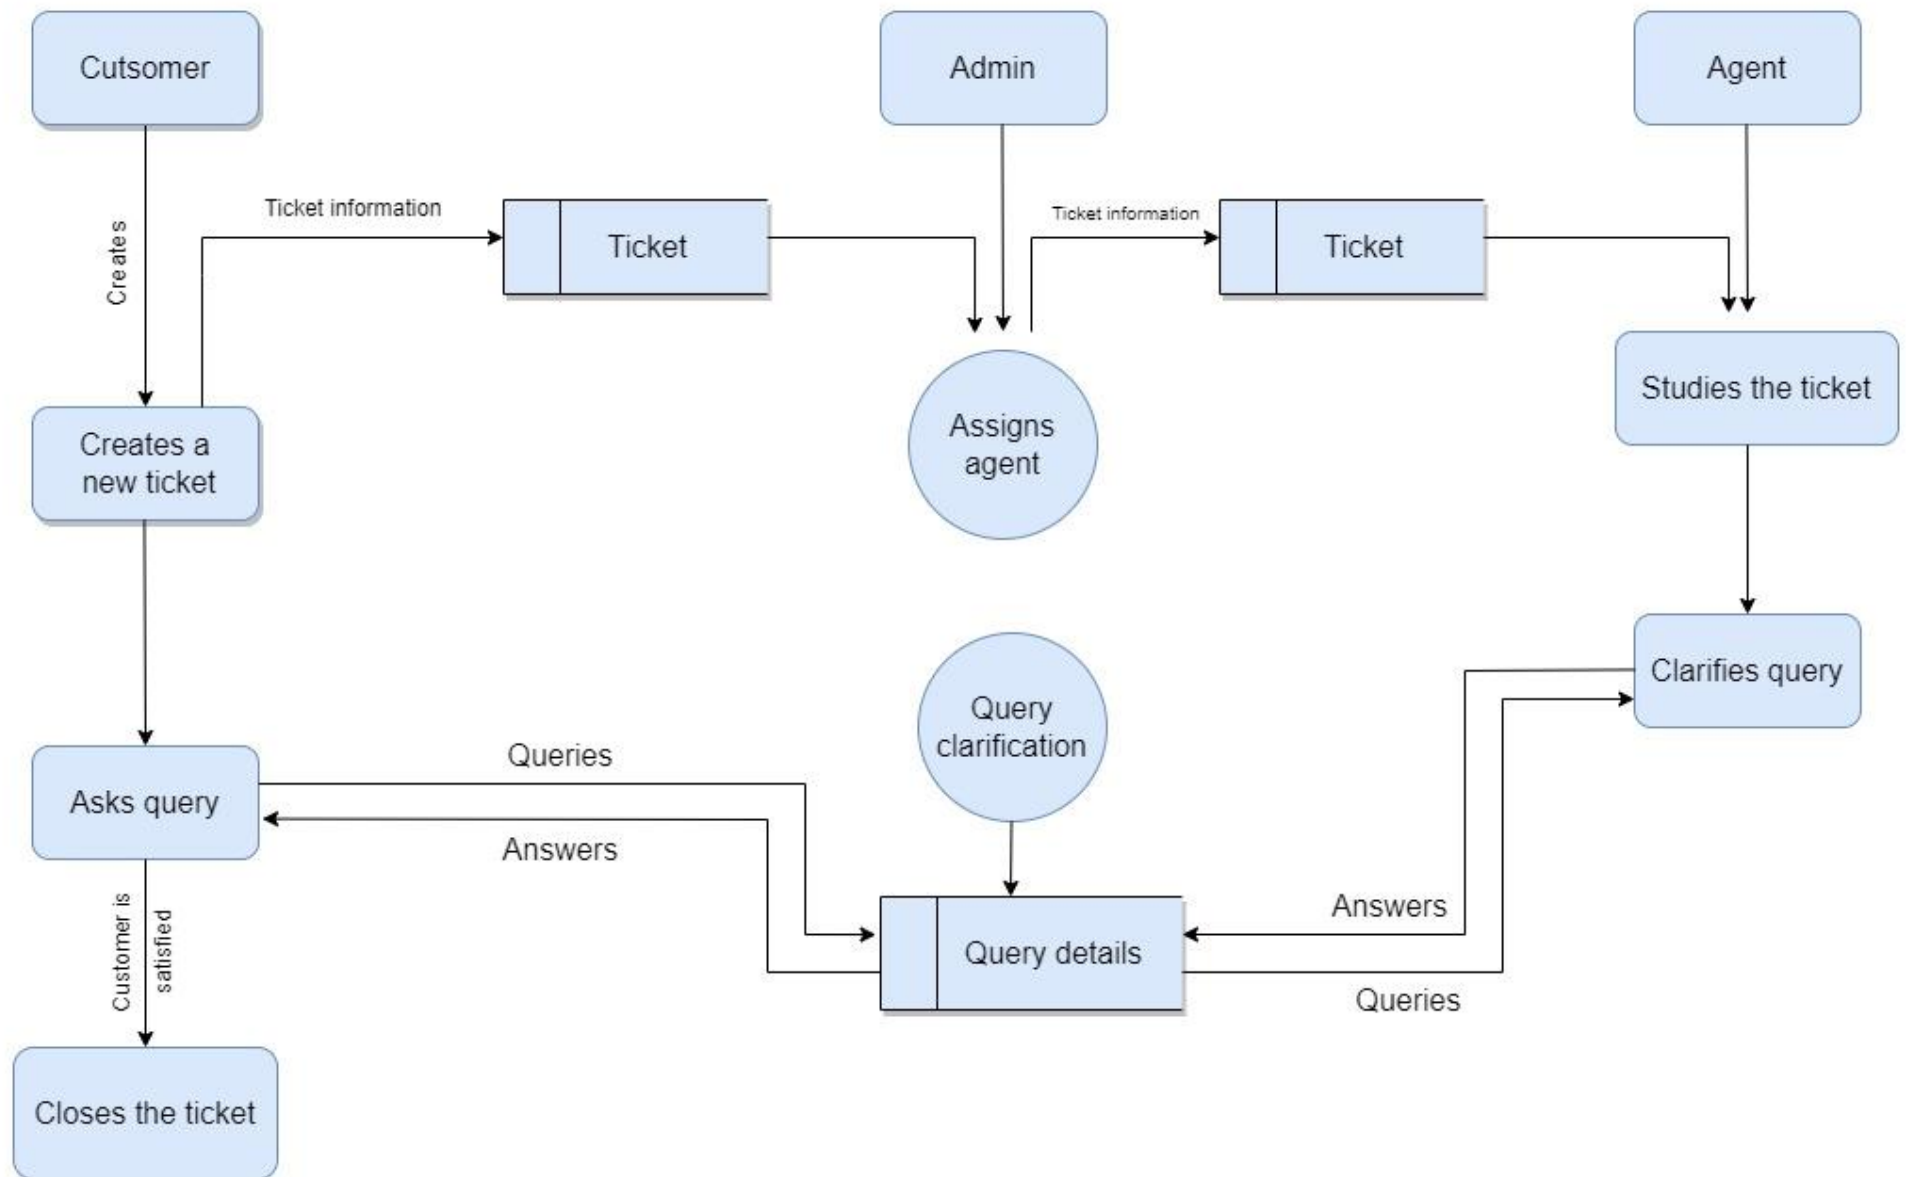 Cutsomer
Admin
Agent
Creates
Ticket information
Ticket
Ticket information
Ticket
Creates a
new ticket
Assigns
agent
Studies the ticket
Query
clarification
Clarifies query
Asks query
Queries
Answers
Customer is
satisfied
Query details
Answers
Queries
Closes the ticket